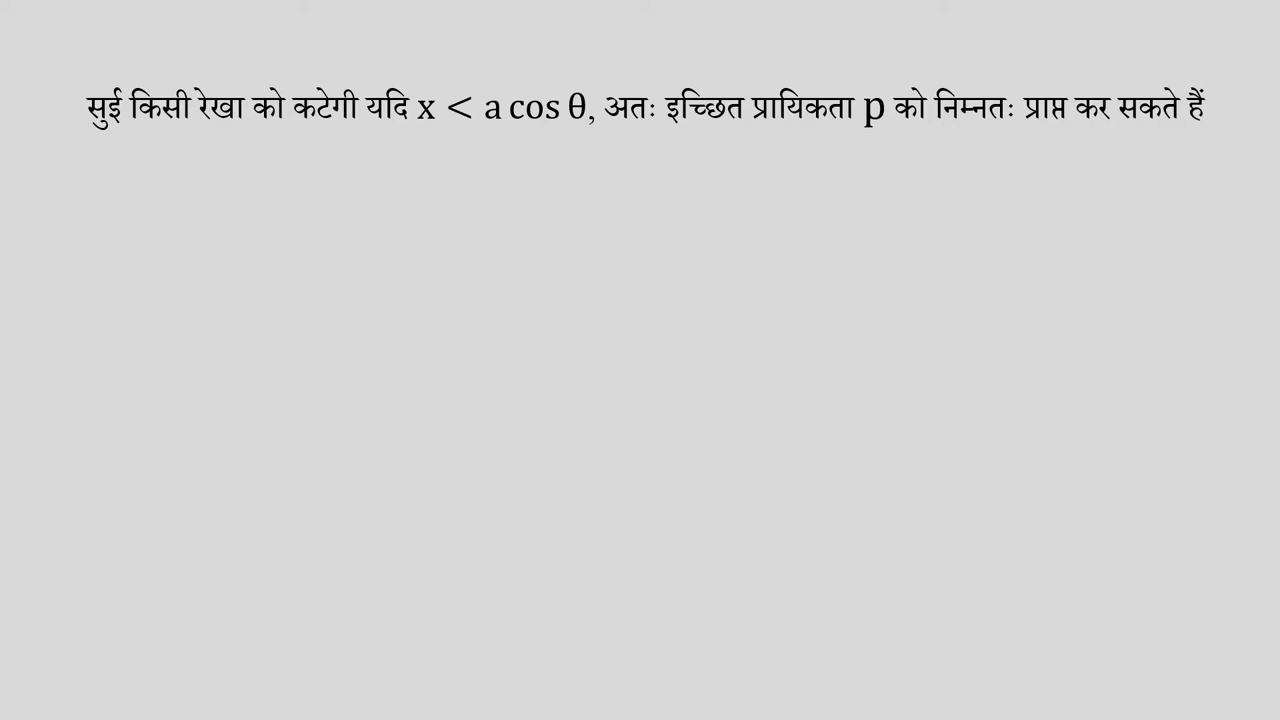 सुई किसी रेखा को कटेगी यदि x < a cos θ, अतः इच्छित प्रायिकता p को निम्नतः प्राप्त कर सकते हैं